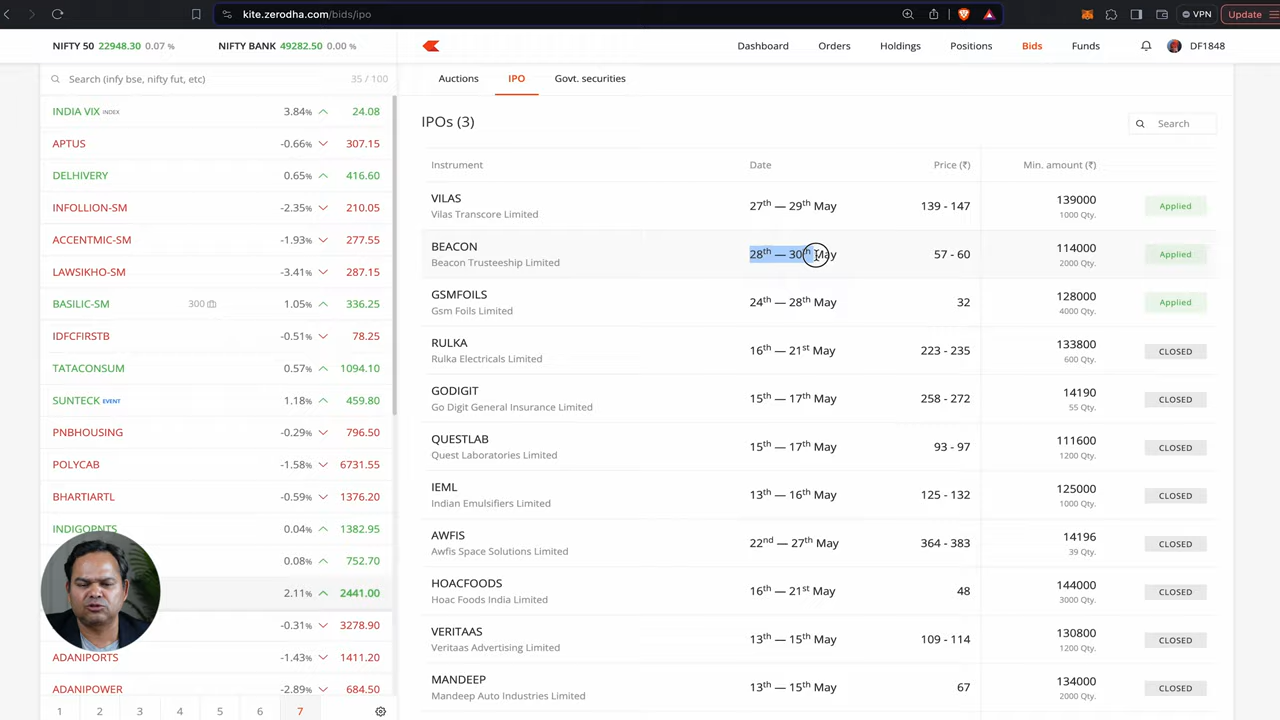 kite.zerodha.com/bids/ipo
VPN
Update
NIFTY 50 22948.30 0.07 %
NIFTY BANK 49282.50 0.00 %
Dashboard
Orders
Holdings
Positions
Bids
Funds
DF1848
Search (infy bse, nifty fut, etc)
35 / 100
INDIA VIX INDEX 3.84% 24.08
APTUS -0.66% 307.15
DELHIVERY 0.65% 416.60
INFOLLION-SM -2.35% 210.05
ACCENTMIC-SM -1.93% 277.55
LAWSIKHO-SM -3.41% 287.15
BASILIC-SM 300 1.05% 336.25
IDFCFIRSTB -0.51% 78.25
TATACONSUM 0.57% 1094.10
SUNTECK EVENT 1.18% 459.80
PNBHOUSING -0.29% 796.50
POLYCAB -1.58% 6731.55
BHARTIARTL -0.59% 1376.20
INDIGOPNTS 0.04% 1382.95
0.08% 752.70
2.11% 2441.00
-0.31% 3278.90
ADANIPORTS -1.43% 1411.20
ADANIPOWER -2.89% 684.50
1 2 3 4 5 6 7
Auctions
IPO
Govt. securities
IPOs (3)
Search
Instrument Date Price (₹) Min. amount (₹)
VILAS 27th — 29th May 139 - 147 139000 Applied
Vilas Transcore Limited 1000 Qty.
BEACON 28th — 30th May 57 - 60 114000 Applied
Beacon Trusteeship Limited 2000 Qty.
GSMFOILS 24th — 28th May 32 128000 Applied
Gsm Foils Limited 4000 Qty.
RULKA 16th — 21st May 223 - 235 133800 CLOSED
Rulka Electricals Limited 600 Qty.
GODIGIT 15th — 17th May 258 - 272 14190 CLOSED
Go Digit General Insurance Limited 55 Qty.
QUESTLAB 15th — 17th May 93 - 97 111600 CLOSED
Quest Laboratories Limited 1200 Qty.
IEML 13th — 16th May 125 - 132 125000 CLOSED
Indian Emulsifiers Limited 1000 Qty.
AWFIS 22nd — 27th May 364 - 383 14196 CLOSED
Awfis Space Solutions Limited 39 Qty.
HOACFOODS 16th — 21st May 48 144000 CLOSED
Hoac Foods India Limited 3000 Qty.
VERITAAS 13th — 15th May 109 - 114 130800 CLOSED
Veritaas Advertising Limited 1200 Qty.
MANDEEP 13th — 15th May 67 134000 CLOSED
Mandeep Auto Industries Limited 2000 Qty.